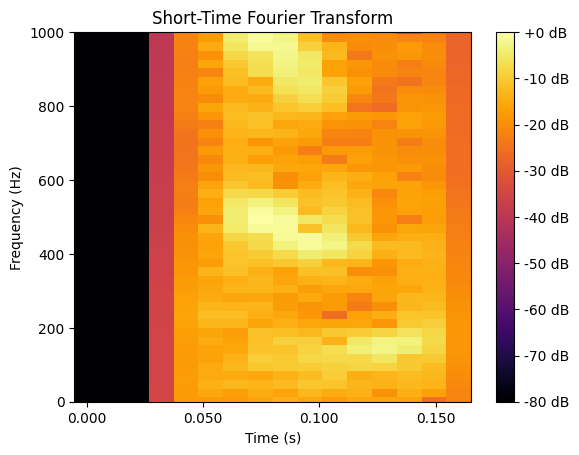 Short-Time Fourier Transform
1000
800
600
400
200
0
Frequency (Hz)
0.000
0.050
0.100
0.150
Time (s)
+0 dB
-10 dB
-20 dB
-30 dB
-40 dB
-50 dB
-60 dB
-70 dB
-80 dB